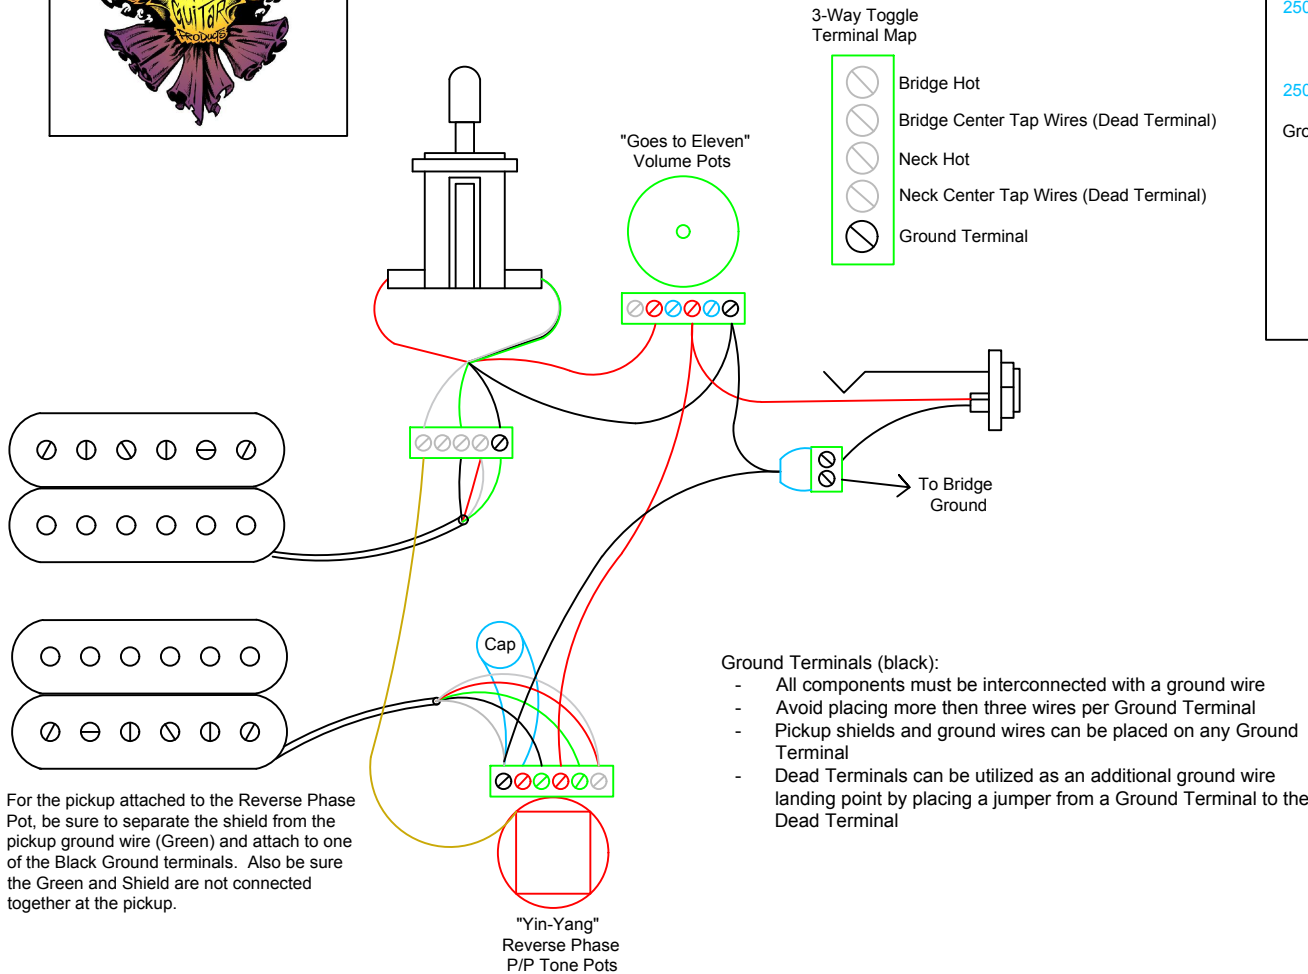 GUiTAR
PRODUCTS
3-Way Toggle
Terminal Map
Bridge Hot
Bridge Center Tap Wires (Dead Terminal)
Neck Hot
Neck Center Tap Wires (Dead Terminal)
Ground Terminal
250
250
Gro
"Goes to Eleven"
Volume Pots
To Bridge
Ground
Cap
Ground Terminals (black):
- All components must be interconnected with a ground wire
- Avoid placing more then three wires per Ground Terminal
- Pickup shields and ground wires can be placed on any Ground
Terminal
- Dead Terminals can be utilized as an additional ground wire
landing point by placing a jumper from a Ground Terminal to the
Dead Terminal
For the pickup attached to the Reverse Phase
Pot, be sure to separate the shield from the
pickup ground wire (Green) and attach to one
of the Black Ground terminals.  Also be sure
the Green and Shield are not connected
together at the pickup.
"Yin-Yang"
Reverse Phase
P/P Tone Pots